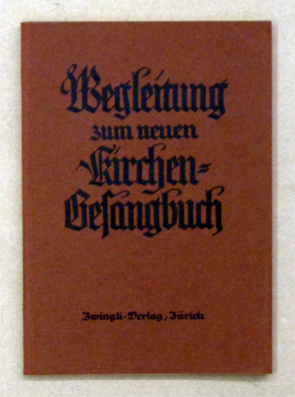 Wegleitung
zum neuen
Kirchen=
Gesangbuch
Zwingli-Verlag, Zürich